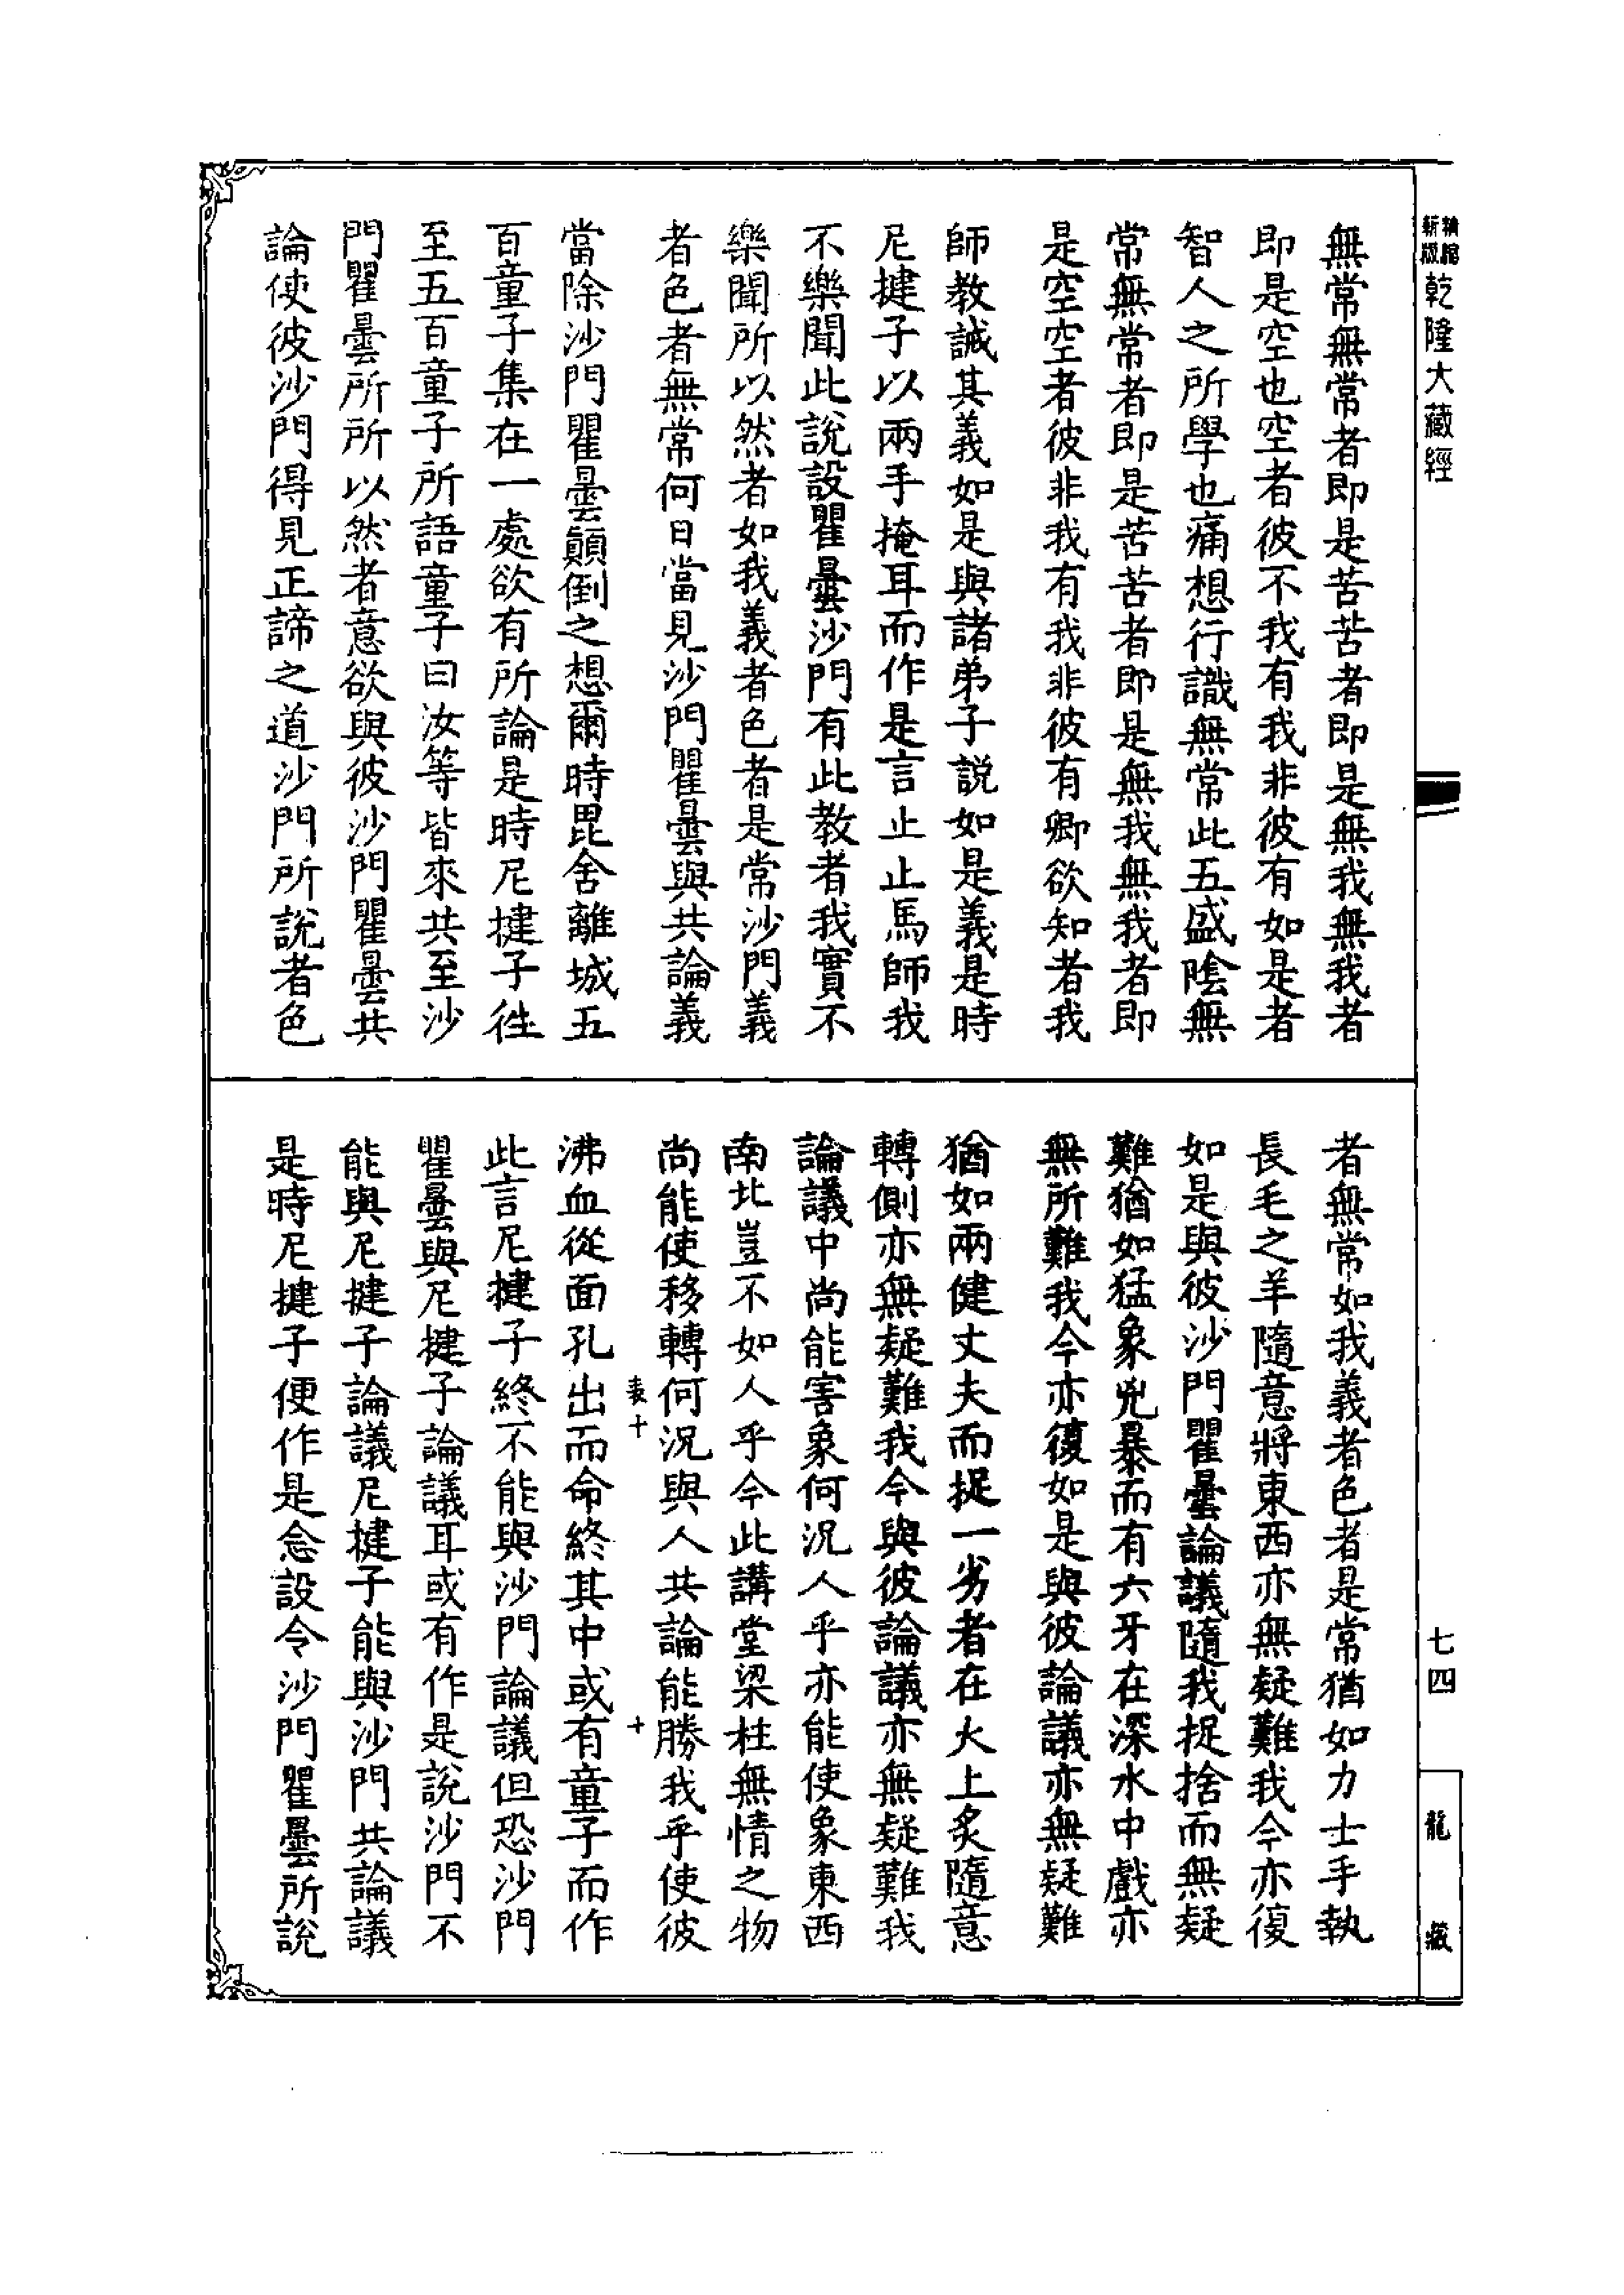 精縮
新版
乾隆大藏經
無常無常者即是苦苦者即是無我無我者
即是空也空者彼不我有我非彼有如是者
智人之所學也痛想行識無常此五盛陰無
常無常者即是苦苦者即是無我無我者即
是空空者彼非我有我非彼有卿欲知者我
師教誡其義如是與諸弟子說如是義是時
尼揵子以兩手掩耳而作是言止止馬師我
不樂聞此說設瞿曇沙門有此教者我實不
樂聞所以然者如我義者色者是常沙門義
者色者無常何日當見沙門瞿曇與共論義
當除沙門瞿曇顛倒之想爾時毘舍離城五
百童子集在一處欲有所論是時尼揵子往
至五百童子所語童子曰汝等皆來共至沙
門瞿曇所所以然者意欲與彼沙門瞿曇共
論使彼沙門得見正諦之道沙門所說者色
者無常如我義者色者是常猶如力士手執
長毛之羊隨意將東西亦無疑難我今亦復
如是與彼沙門瞿曇論議隨我捉捨而無疑
難猶如猛象兇暴而有六牙在深水中戲亦
無所難我今亦復如是與彼論議亦無疑難
猶如兩健丈夫而捉一劣者在火上炙隨意
轉側亦無疑難我今與彼論議亦無疑難我
論議中尚能害象何況人乎亦能使象東西
南北豈不如人乎今此講堂梁柱無情之物
尚能使移轉何況與人共論能勝我乎使彼
沸血從面孔出而命終其中或有童子而作
此言尼揵子終不能與沙門論議但恐沙門
瞿曇與尼揵子論議耳或有作是說沙門不
能與尼揵子論議尼揵子能與沙門共論議
是時尼揵子便作是念設令沙門瞿曇所說
十
十
七四
龍藏